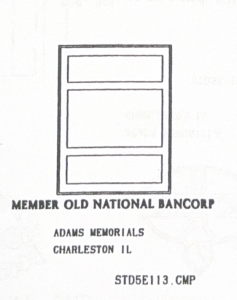 MEMBER OLD NATIONAL BANCORP
ADAMS MEMORIALS
CHARLESTON IL
STD5E113.CMP